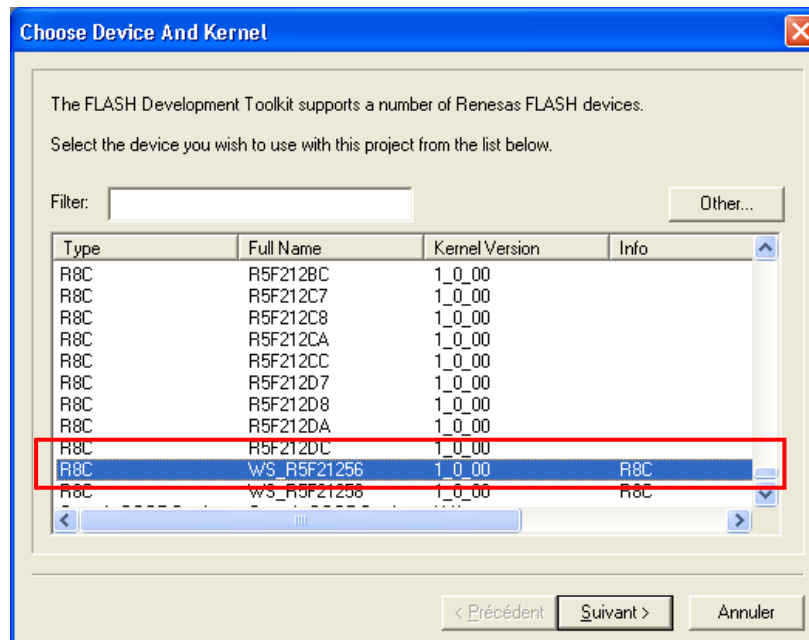 Choose Device And Kernel
The FLASH Development Toolkit supports a number of Renesas FLASH devices.
Select the device you wish to use with this project from the list below.
Filter: Other...
Type Full Name Kernel Version Info
R8C R5F212BC 1_0_00
R8C R5F212C7 1_0_00
R8C R5F212C8 1_0_00
R8C R5F212CA 1_0_00
R8C R5F212CC 1_0_00
R8C R5F212D7 1_0_00
R8C R5F212D8 1_0_00
R8C R5F212DA 1_0_00
R8C R5F212DC 1_0_00
R8C WS_R5F21256 1_0_00 R8C
R8C WS_R5F21258 1_0_00 R8C
< Précédent Suivant > Annuler